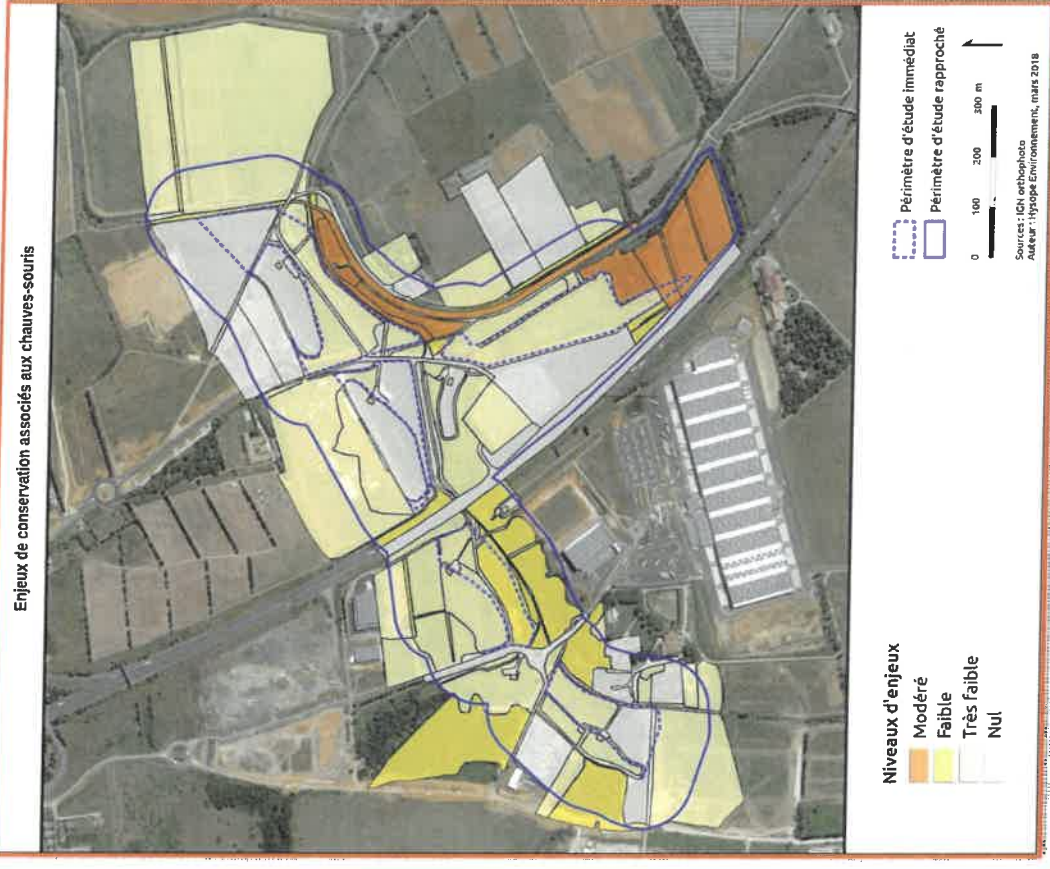 Enjeux de conservation associés aux chauves-souris
Niveaux d'enjeux
Modéré
Faible
Très faible
Nul
Périmètre d'étude immédiat
Périmètre d'étude rapproché
0 100 200 300 m
Sources : IGN orthophoto
Auteur : Hysope Environnement, mars 2018